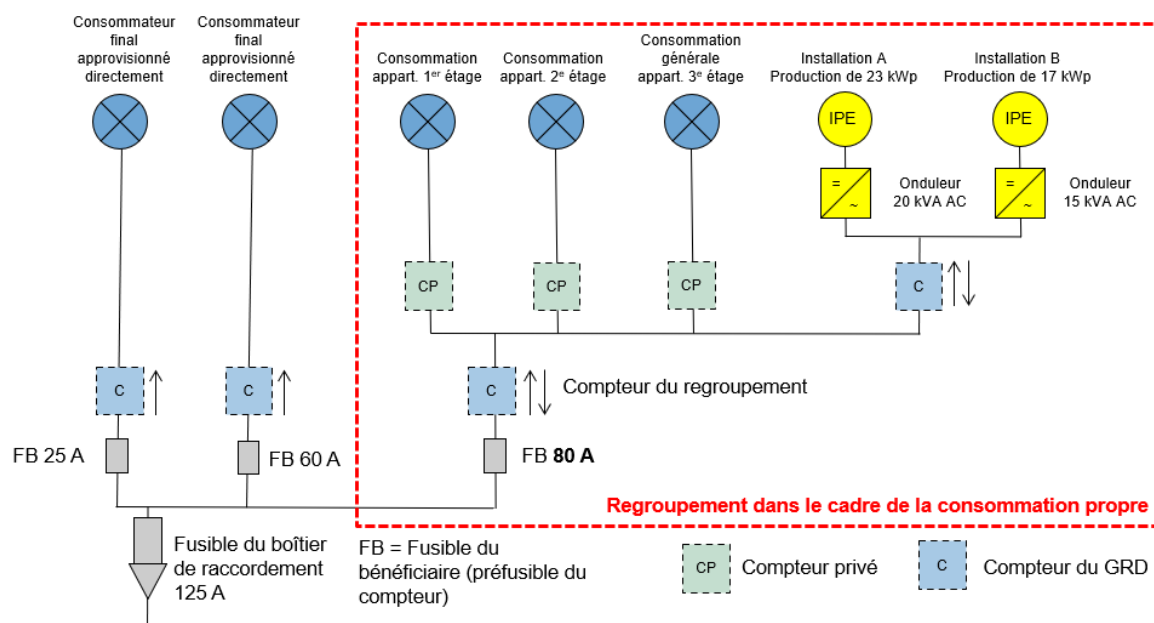 Consommateur
final
approvisionné
directement
Consommateur
final
approvisionné
directement
Consommation
appart. 1er étage
Consommation
appart. 2e étage
Consommation
générale
appart. 3e étage
Installation A
Production de 23 kWp
Installation B
Production de 17 kWp
IPE
IPE
=
~
Onduleur
20 kVA AC
=
~
Onduleur
15 kVA AC
CP
CP
CP
C
C
C
C
Compteur du regroupement
FB 25 A
FB 60 A
FB 80 A
Regroupement dans le cadre de la consommation propre
Fusible du boîtier
de raccordement
125 A
FB = Fusible du
bénéficiaire (préfusible du
compteur)
CP
Compteur privé
C
Compteur du GRD